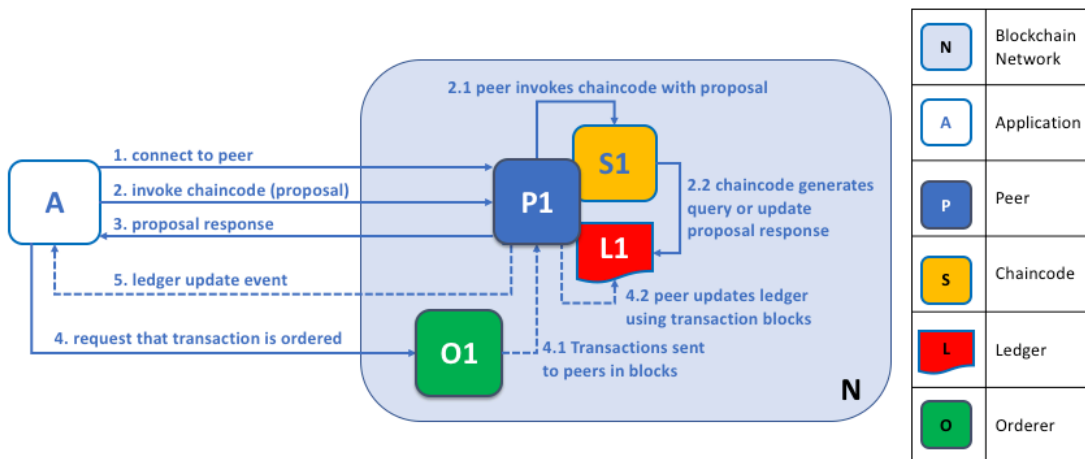 2.1 peer invokes chaincode with proposal
1. connect to peer
2. invoke chaincode (proposal)
3. proposal response
A
P1
S1
2.2 chaincode generates
query or update
proposal response
L1
5. ledger update event
4.2 peer updates ledger
using transaction blocks
4. request that transaction is ordered
O1
4.1 Transactions sent
to peers in blocks
N
N
Blockchain
Network
A
Application
P
Peer
S
Chaincode
L
Ledger
O
Orderer